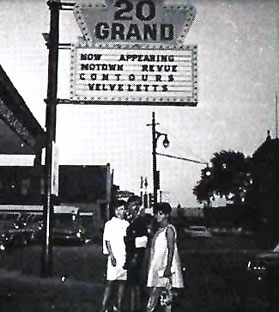 20
GRAND
NOW APPEARING
MOTOWN REVUE
CONTOURS
VELVELETTS